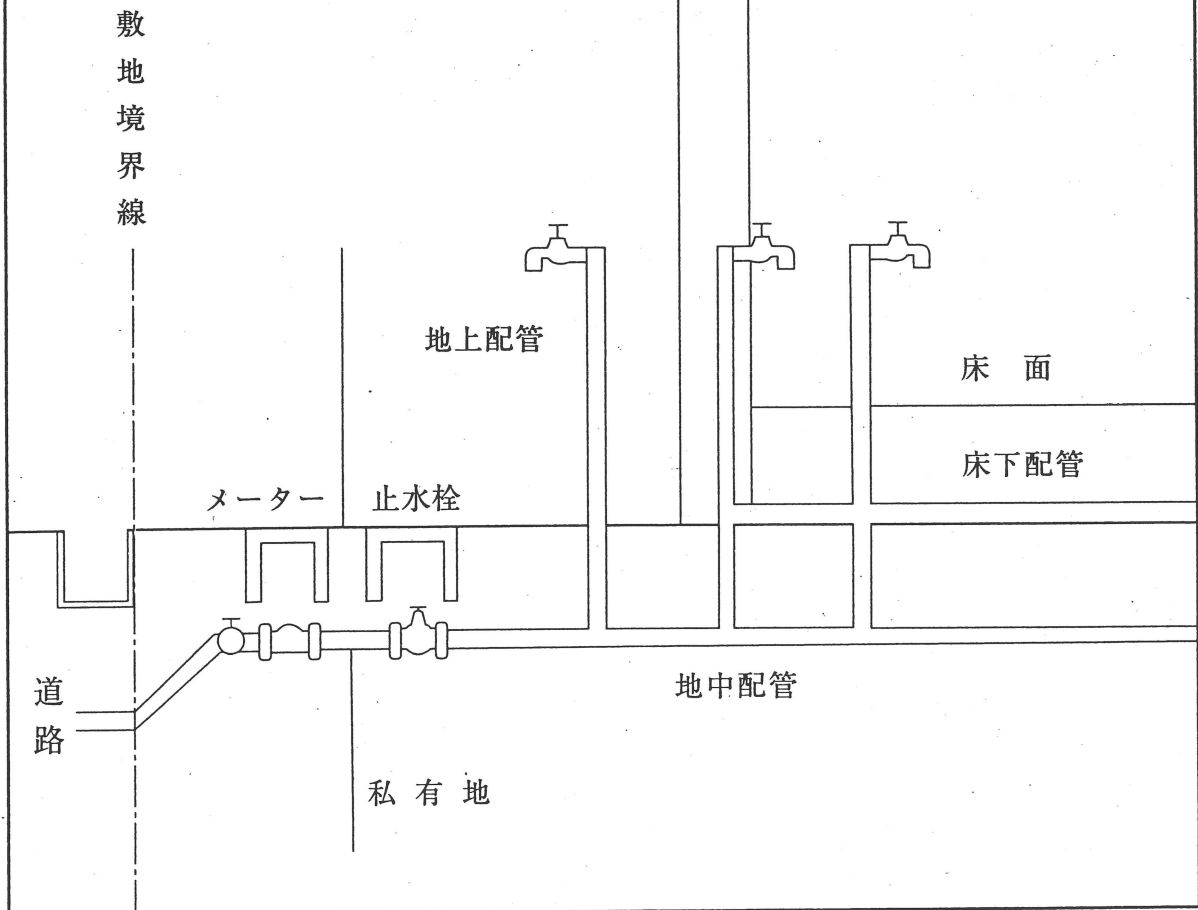 敷地境界線
地上配管
床 面
床下配管
メーター
止水栓
地中配管
道路
私 有 地